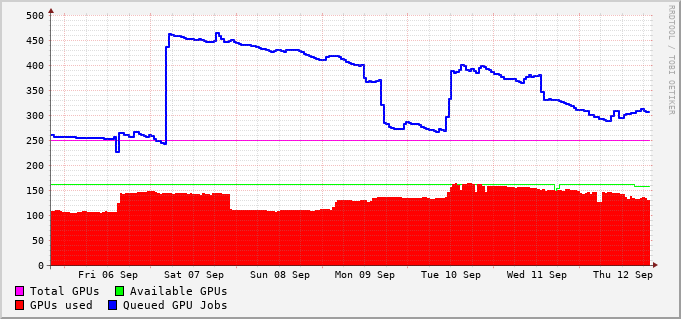 RRDTOOL / TOBI OETIKER
500
450
400
350
300
250
200
150
100
50
0
Fri 06 Sep Sat 07 Sep Sun 08 Sep Mon 09 Sep Tue 10 Sep Wed 11 Sep Thu 12 Sep
Total GPUs Available GPUs
GPUs used Queued GPU Jobs